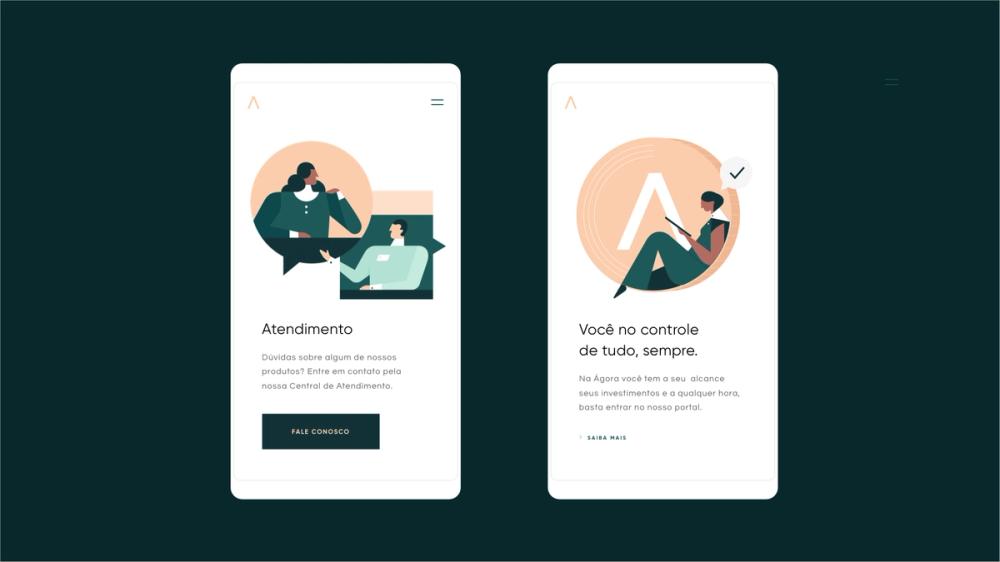 Atendimento
Dúvidas sobre algum de nossos
produtos? Entre em contato pela
nossa Central de Atendimento.
FALE CONOSCO
Você no controle
de tudo, sempre.
Na Ágora você tem a seu alcance
seus investimentos e a qualquer hora,
basta entrar no nosso portal.
SAIBA MAIS